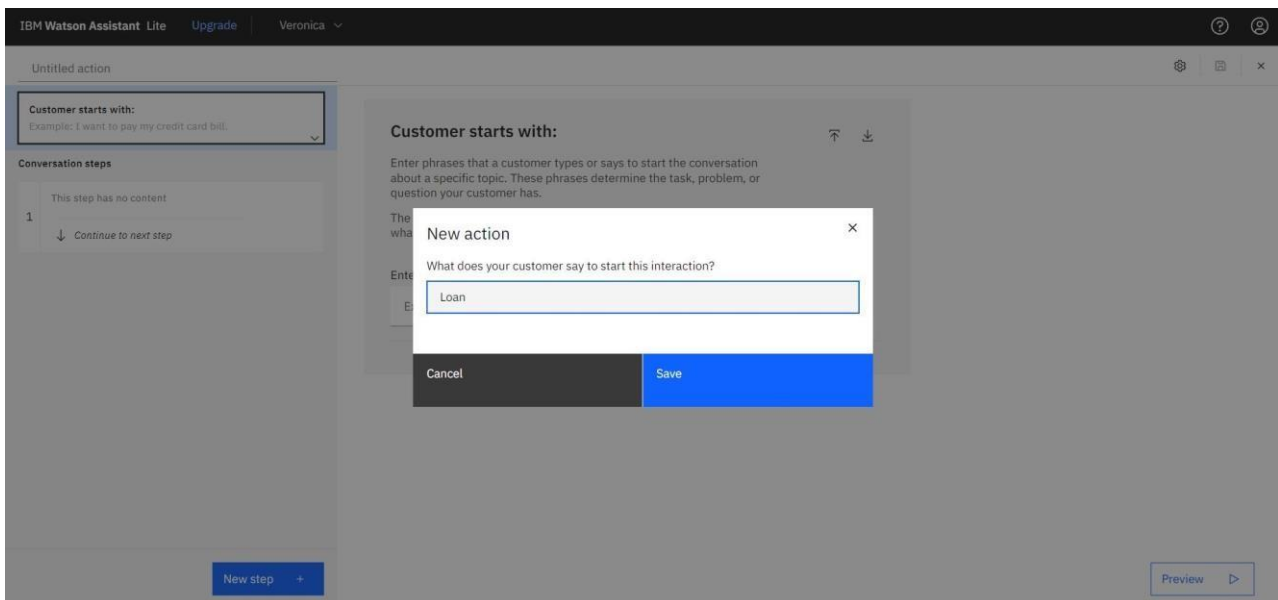 IBM Watson Assistant Lite Upgrade Veronica
Untitled action
Customer starts with:
Example: I want to pay my credit card bill.
Conversation steps
1
This step has no content
Continue to next step
New step +
Customer starts with:
Enter phrases that a customer types or says to start the conversation
about a specific topic. These phrases determine the task, problem, or
question your customer has.
The
New action
What does your customer say to start this interaction?
Loan
Cancel
Save
Preview